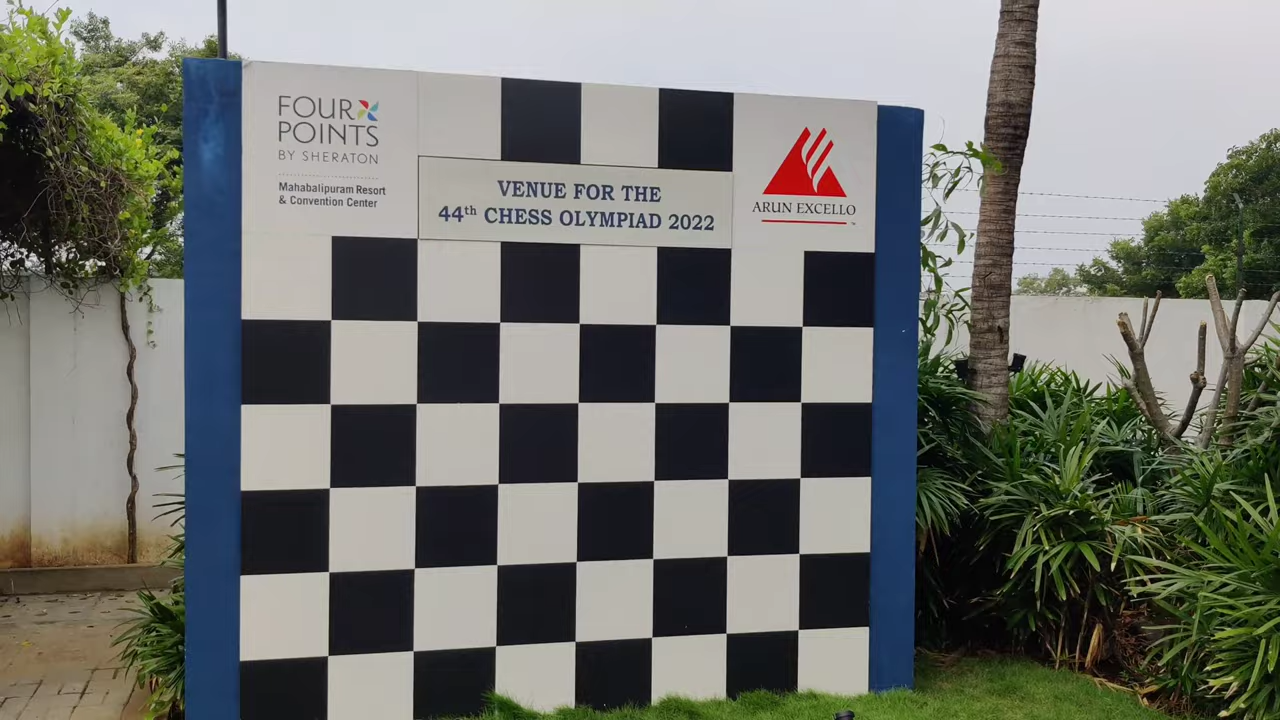 FOUR
POINTS
BY SHERATON
Mahabalipuram Resort
& Convention Center
VENUE FOR THE
44th CHESS OLYMPIAD 2022
ARUN EXCELLO